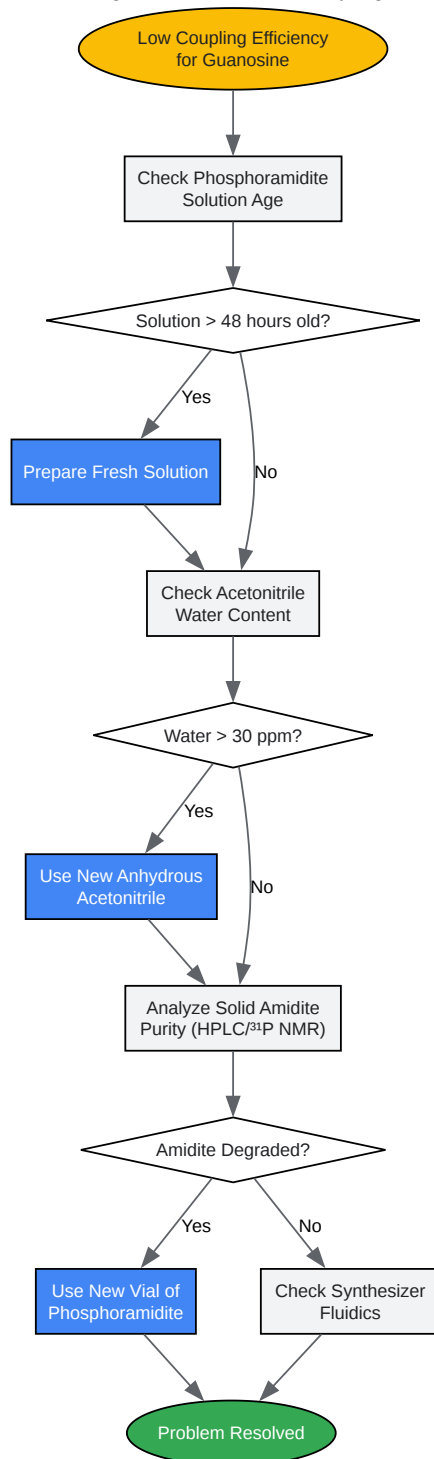 Low Coupling Efficiency
for Guanosine
Check Phosphoramidite
Solution Age
Solution > 48 hours old?
Yes
Prepare Fresh Solution
No
Check Acetonitrile
Water Content
Water > 30 ppm?
Yes
Use New Anhydrous
Acetonitrile
No
Analyze Solid Amidite
Purity (HPLC/³¹P NMR)
Amidite Degraded?
Yes
No
Use New Vial of
Phosphoramidite
Check Synthesizer
Fluidics
Problem Resolved